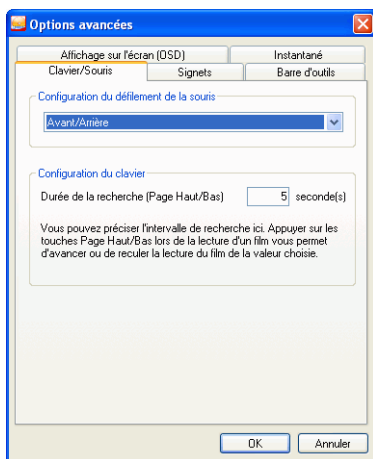 Options avancées
Affichage sur l'écran (OSD)
Instantané
Clavier/Souris
Signets
Barre d'outils
Configuration du défilement de la souris
Avant/Arrière
Configuration du clavier
Durée de la recherche (Page Haut/Bas)
5 seconde(s)
Vous pouvez préciser l'intervalle de recherche ici. Appuyer sur les
touches Page Haut/Bas lors de la lecture d'un film vous permet
d'avancer ou de reculer la lecture du film de la valeur choisie.
OK
Annuler